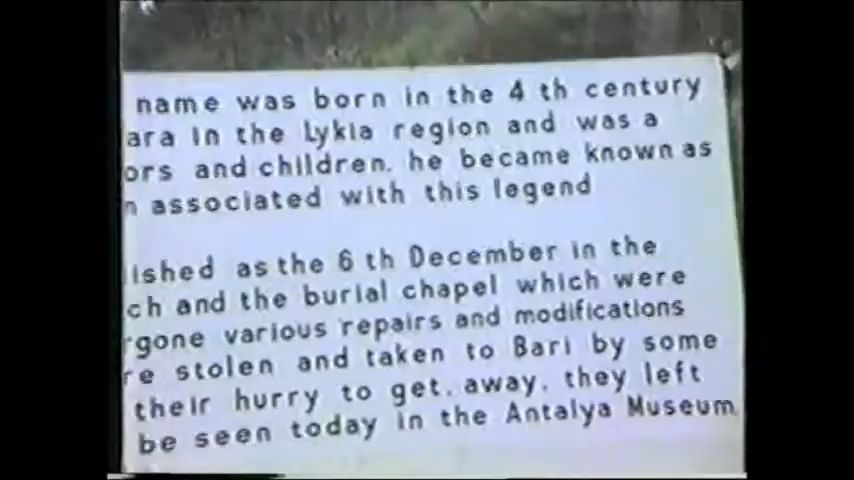 name was born in the 4 th century
ara in the Lykia region and was a
ors and children. he became known as
n associated with this legend
ished as the 6 th December in the
ch and the burial chapel which were
rgone various repairs and modifications
re stolen and taken to Bari by some
their hurry to get. away. they left
be seen today in the Antalya Museum